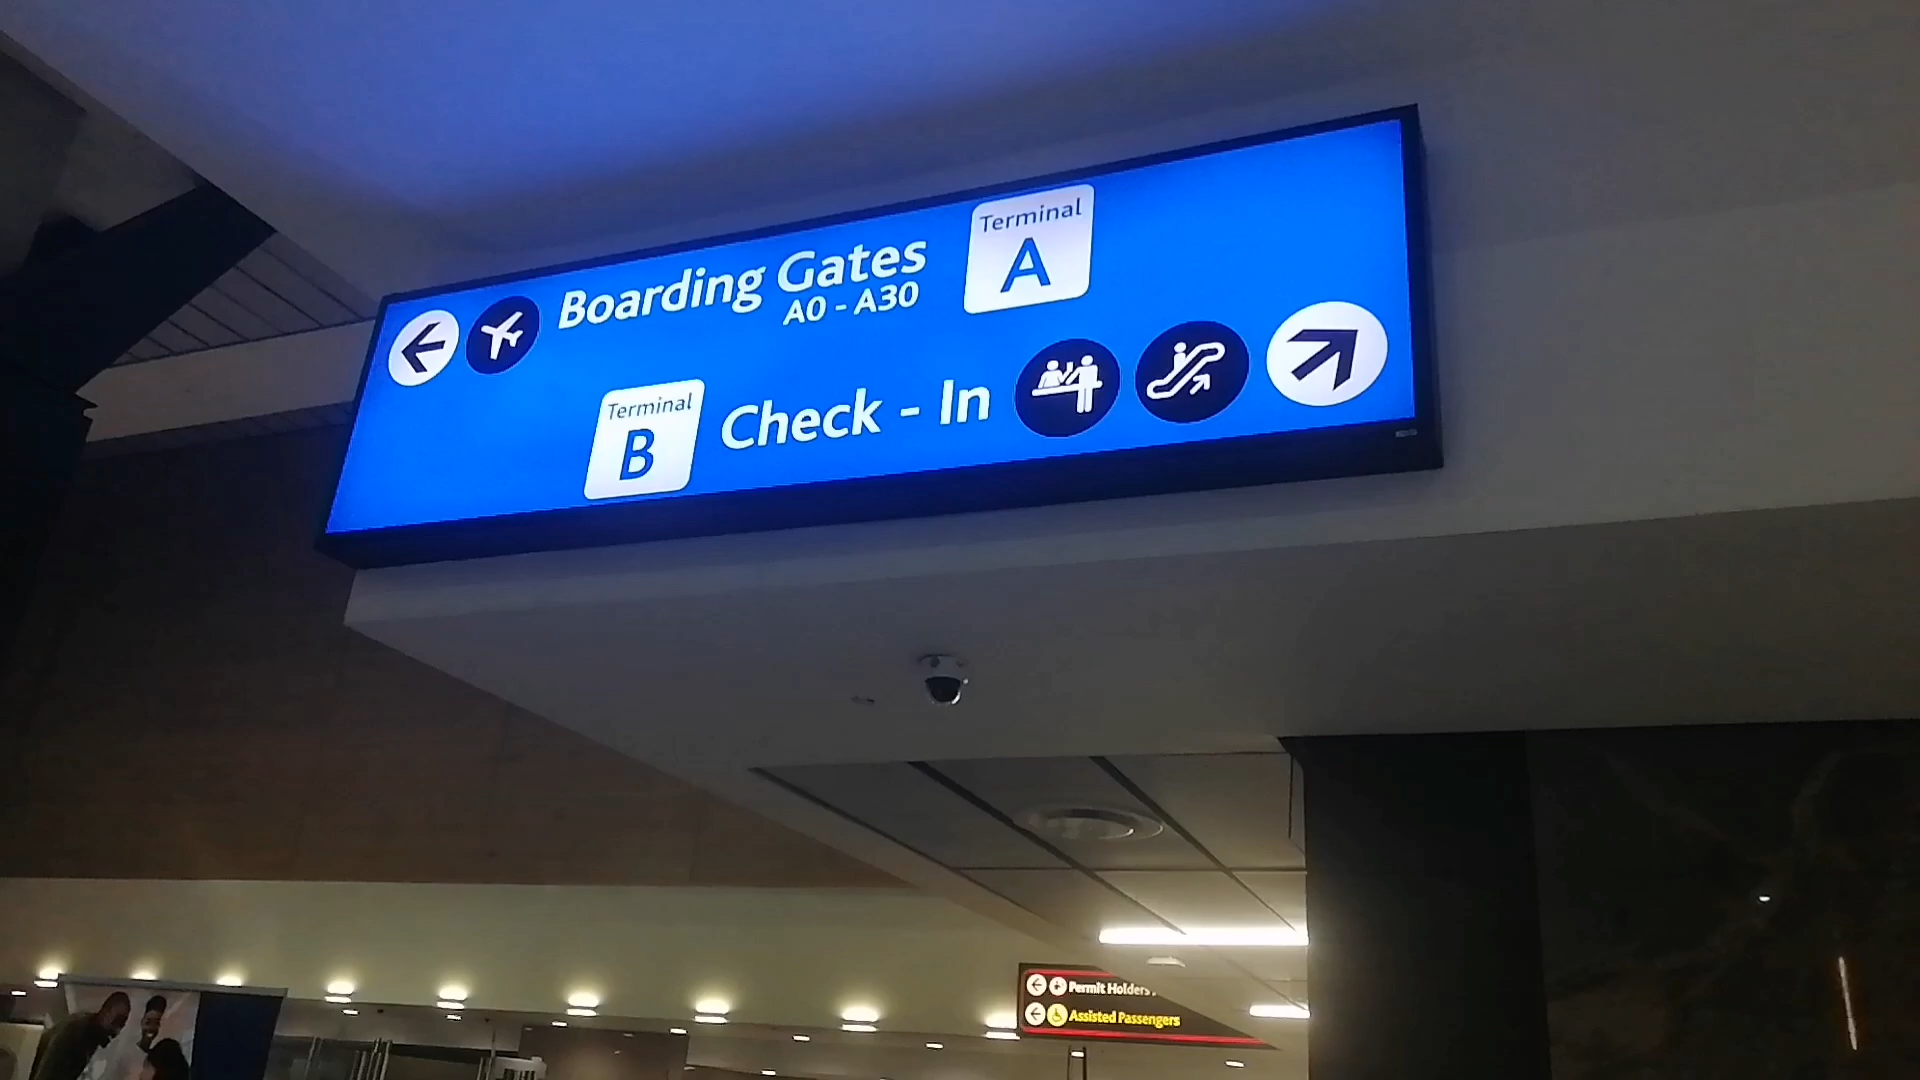 Boarding Gates
A0 - A30
Terminal
A
Terminal
B
Check - In
Permit Holders
Assisted Passengers